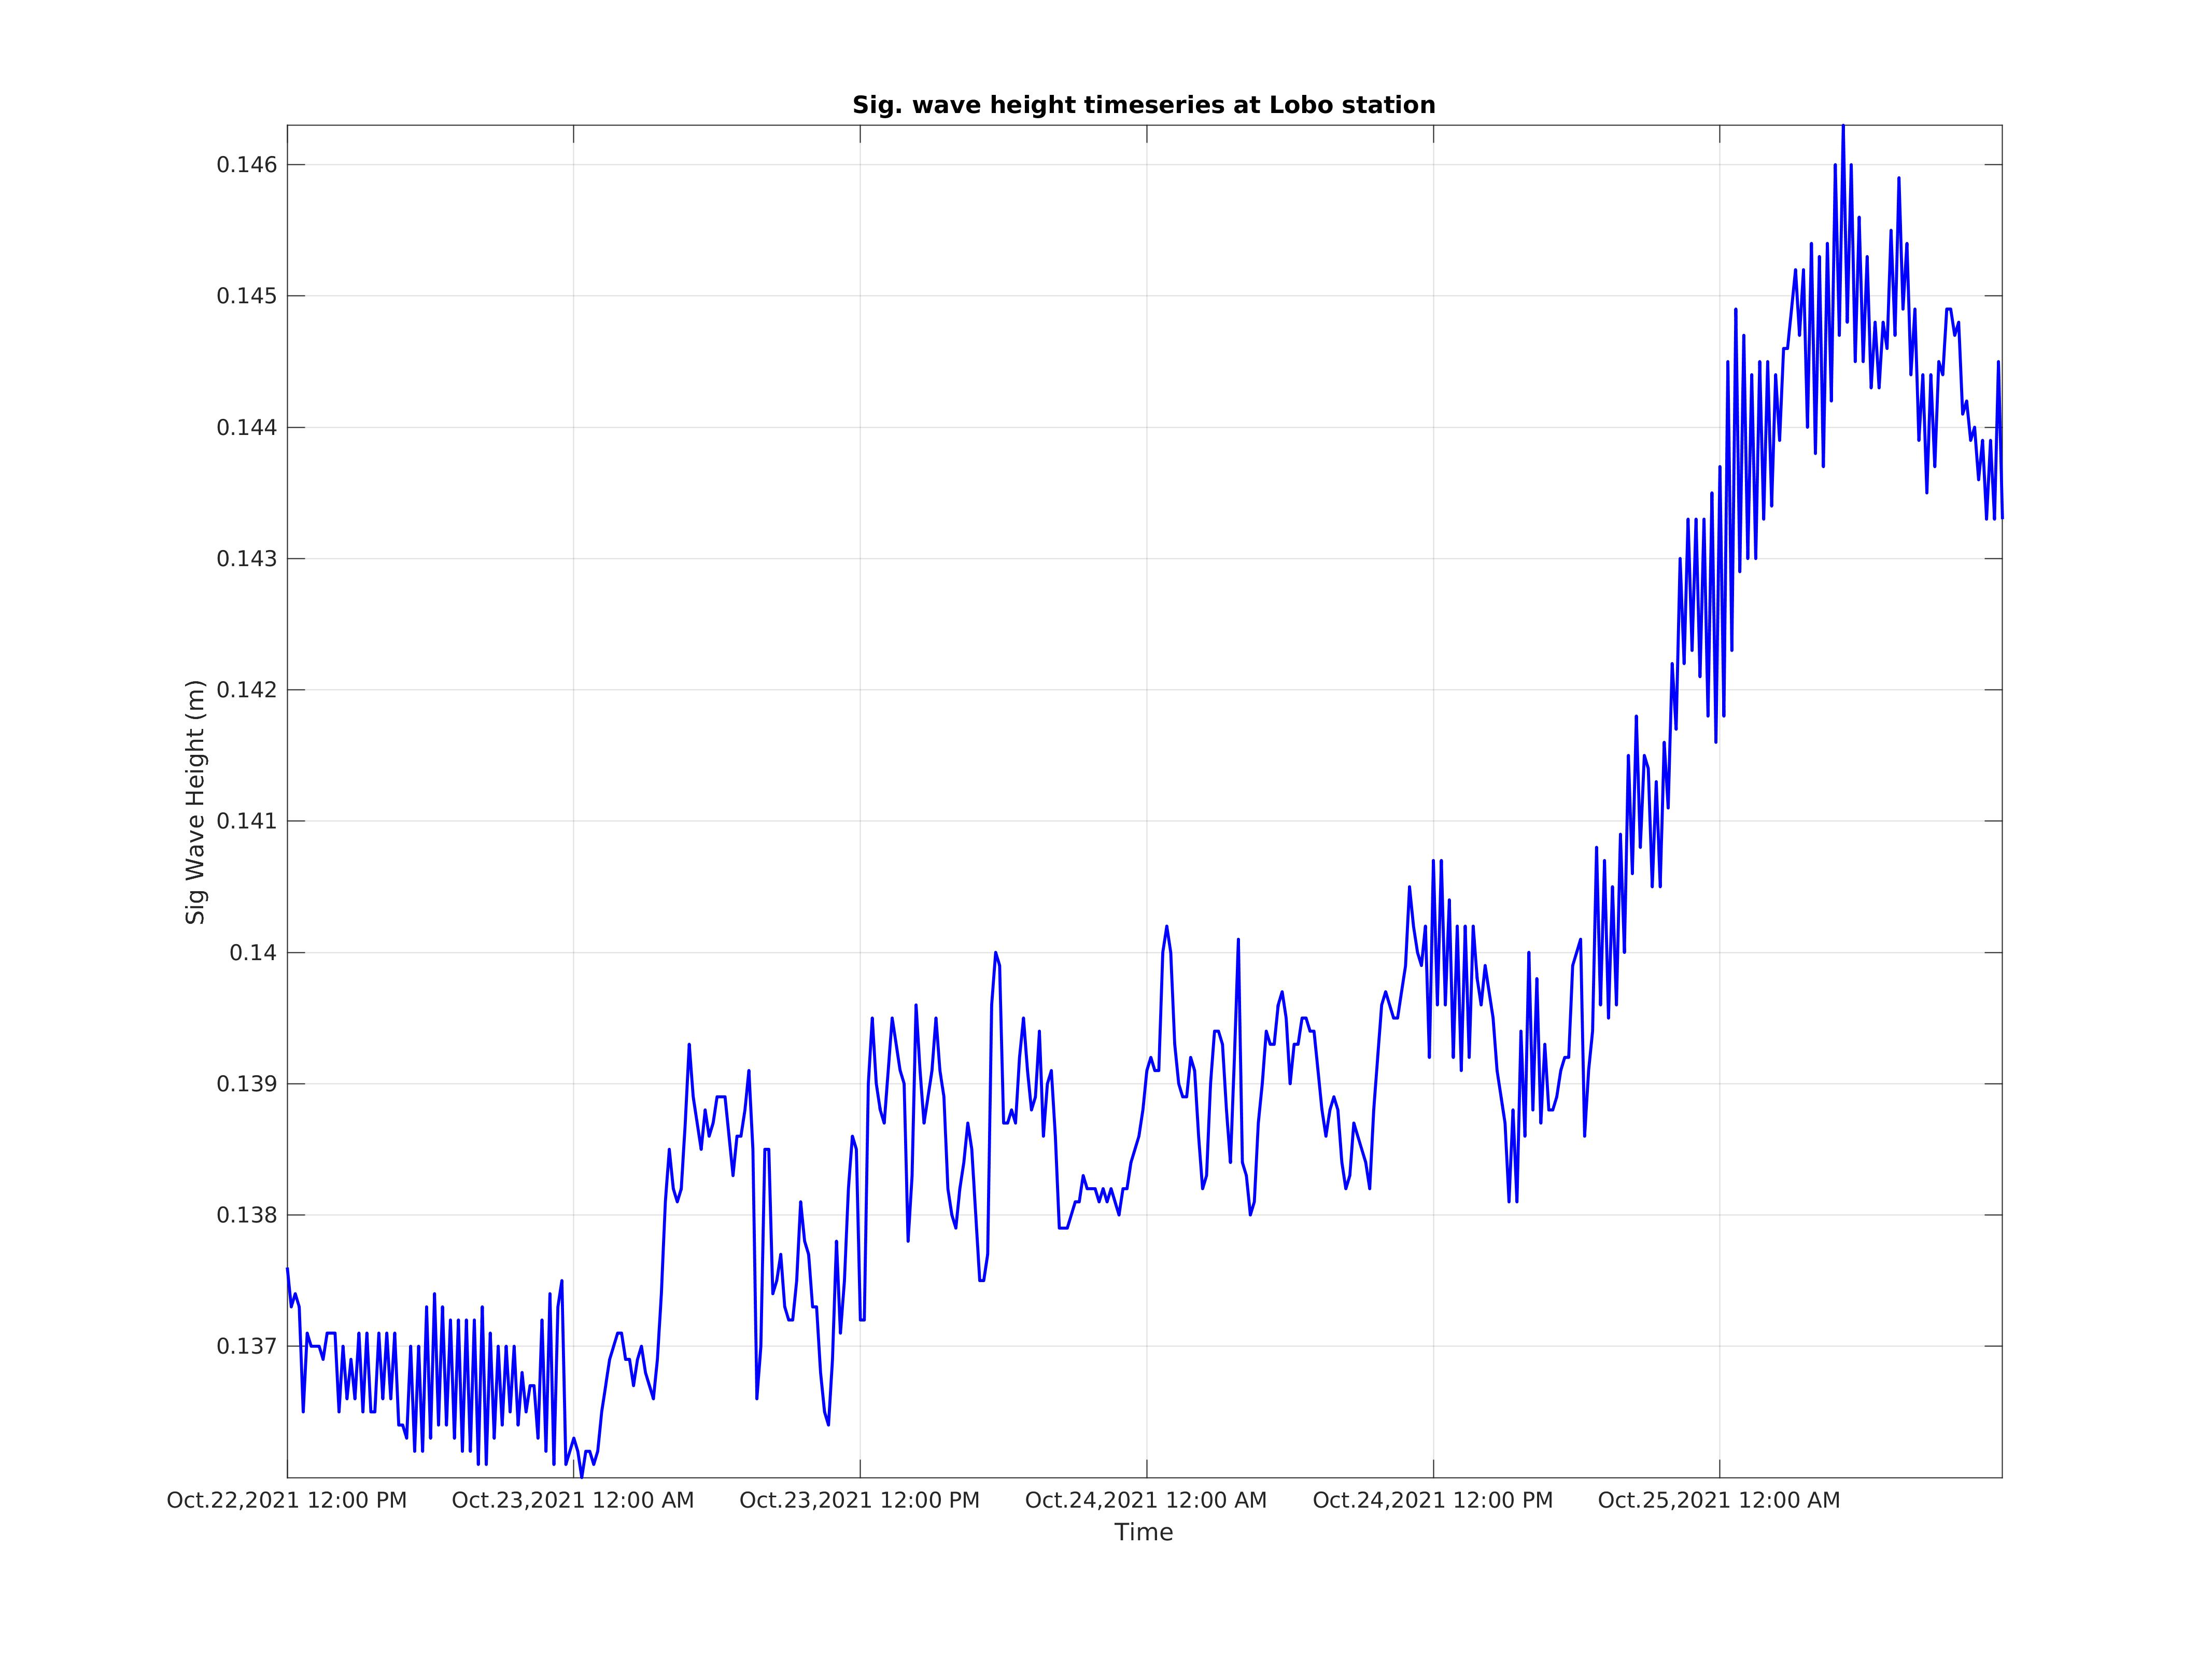 Sig. wave height timeseries at Lobo station
0.146
0.145
0.144
0.143
0.142
0.141
0.14
0.139
0.138
0.137
Sig Wave Height (m)
Oct.22,2021 12:00 PM
Oct.23,2021 12:00 AM
Oct.23,2021 12:00 PM
Oct.24,2021 12:00 AM
Oct.24,2021 12:00 PM
Oct.25,2021 12:00 AM
Time